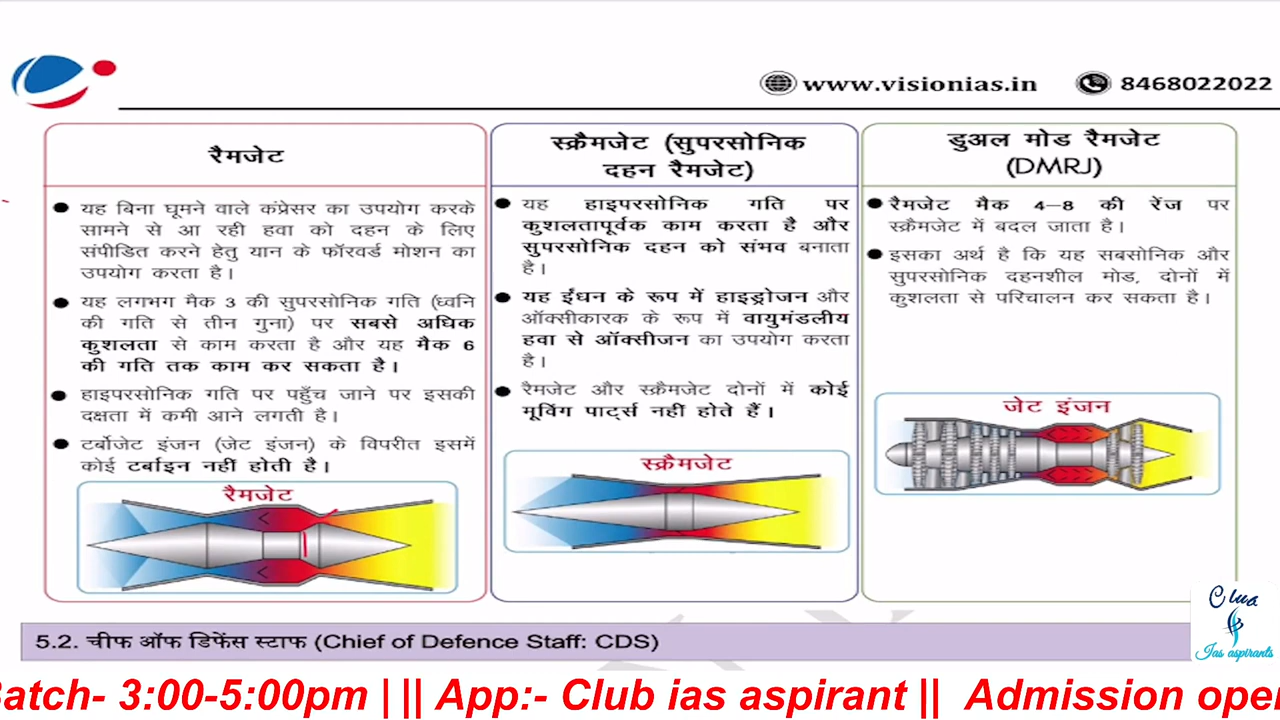 www.visionias.in 8468022022
रैमजेट
यह बिना घूमने वाले कंप्रेसर का उपयोग करके
सामने से आ रही हवा को दहन के लिए
संपीडित करने हेतु यान के फॉरवर्ड मोशन का
उपयोग करता है।
यह लगभग मैक 3 की सुपरसोनिक गति (ध्वनि
की गति से तीन गुना) पर सबसे अधिक
कुशलता से काम करता है और यह मैक 6
की गति तक काम कर सकता है।
हाइपरसोनिक गति पर पहुँच जाने पर इसकी
दक्षता में कमी आने लगती है।
टर्बोजेट इंजन (जेट इंजन) के विपरीत इसमें
कोई टर्बाइन नहीं होती है।
रैमजेट
स्क्रैमजेट (सुपरसोनिक
दहन रैमजेट)
यह हाइपरसोनिक गति पर
कुशलतापूर्वक काम करता है और
सुपरसोनिक दहन को संभव बनाता
है।
यह ईंधन के रूप में हाइड्रोजन और
ऑक्सीकारक के रूप में वायुमंडलीय
हवा से ऑक्सीजन का उपयोग करता
है।
रैमजेट और स्क्रैमजेट दोनों में कोई
मूविंग पार्ट्स नहीं होते हैं।
स्क्रैमजेट
डुअल मोड रैमजेट
(DMRJ)
रैमजेट मैक 4–8 की रेंज पर
स्क्रैमजेट में बदल जाता है।
इसका अर्थ है कि यह सबसोनिक और
सुपरसोनिक दहनशील मोड, दोनों में
कुशलता से परिचालन कर सकता है।
जेट इंजन
5.2. चीफ ऑफ डिफेंस स्टाफ (Chief of Defence Staff: CDS)
Club
Ias aspirants
Batch- 3:00-5:00pm | || App:- Club ias aspirant || Admission oper